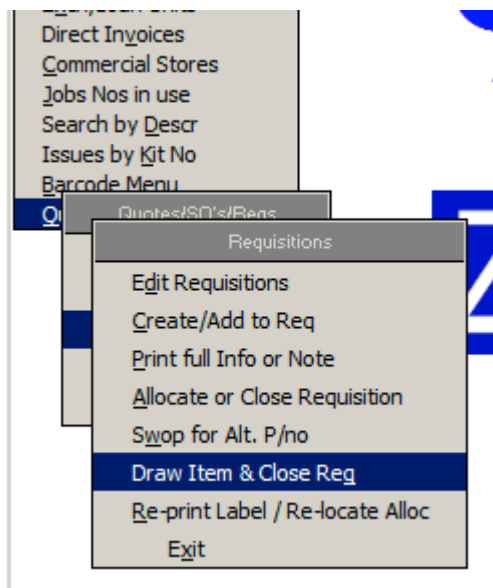 Direct Invoices
Commercial Stores
Jobs Nos in use
Search by Descr
Issues by Kit No
Barcode Menu
Quotes/SO's/Reqs
Requisitions
Edit Requisitions
Create/Add to Req
Print full Info or Note
Allocate or Close Requisition
Swop for Alt. P/no
Draw Item & Close Req
Re-print Label / Re-locate Alloc
Exit